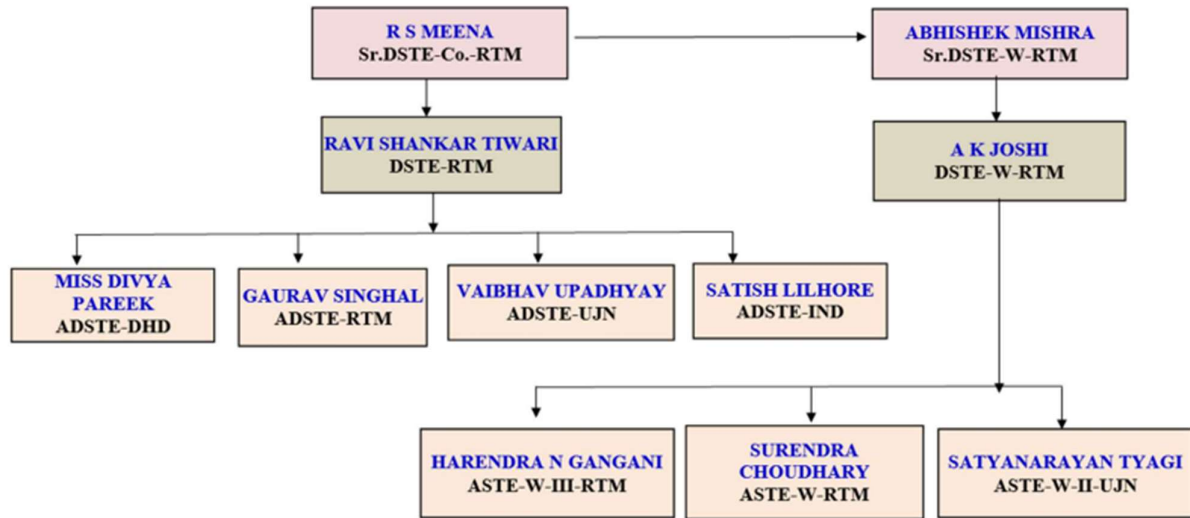 R S MEENA
Sr.DSTE-Co.-RTM
ABHISHEK MISHRA
Sr.DSTE-W-RTM
RAVI SHANKAR TIWARI
DSTE-RTM
A K JOSHI
DSTE-W-RTM
MISS DIVYA
PAREEK
ADSTE-DHD
GAURAV SINGHAL
ADSTE-RTM
VAIBHAV UPADHYAY
ADSTE-UJN
SATISH LILHORE
ADSTE-IND
HARENDRA N GANGANI
ASTE-W-III-RTM
SURENDRA
CHOUDHARY
ASTE-W-RTM
SATYANARAYAN TYAGI
ASTE-W-II-UJN